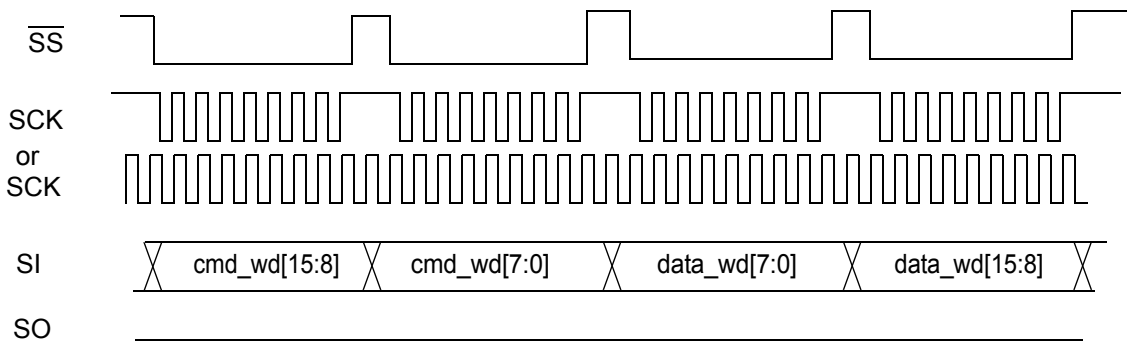 SS
SCK
or
SCK
SI cmd_wd[15:8] cmd_wd[7:0] data_wd[7:0] data_wd[15:8]
SO